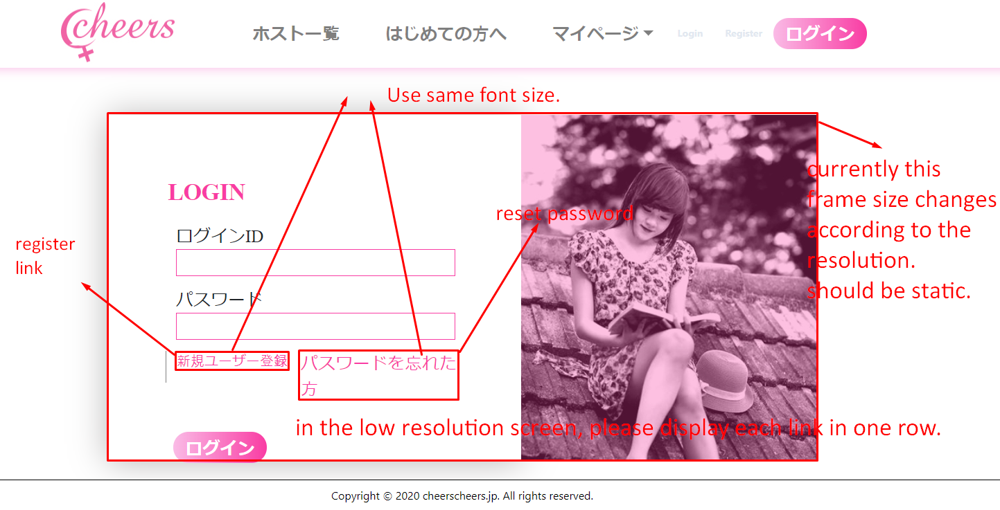 cheers
ホスト一覧
はじめての方へ
マイページ
Login
Register
ログイン
Use same font size.
currently this
frame size changes
according to the
resolution.
should be static.
LOGIN
reset password
ログインID
register
link
パスワード
新規ユーザー登録
パスワードを忘れた
方
in the low resolution screen, please display each link in one row.
ログイン
Copyright © 2020 cheerscheers.jp. All rights reserved.